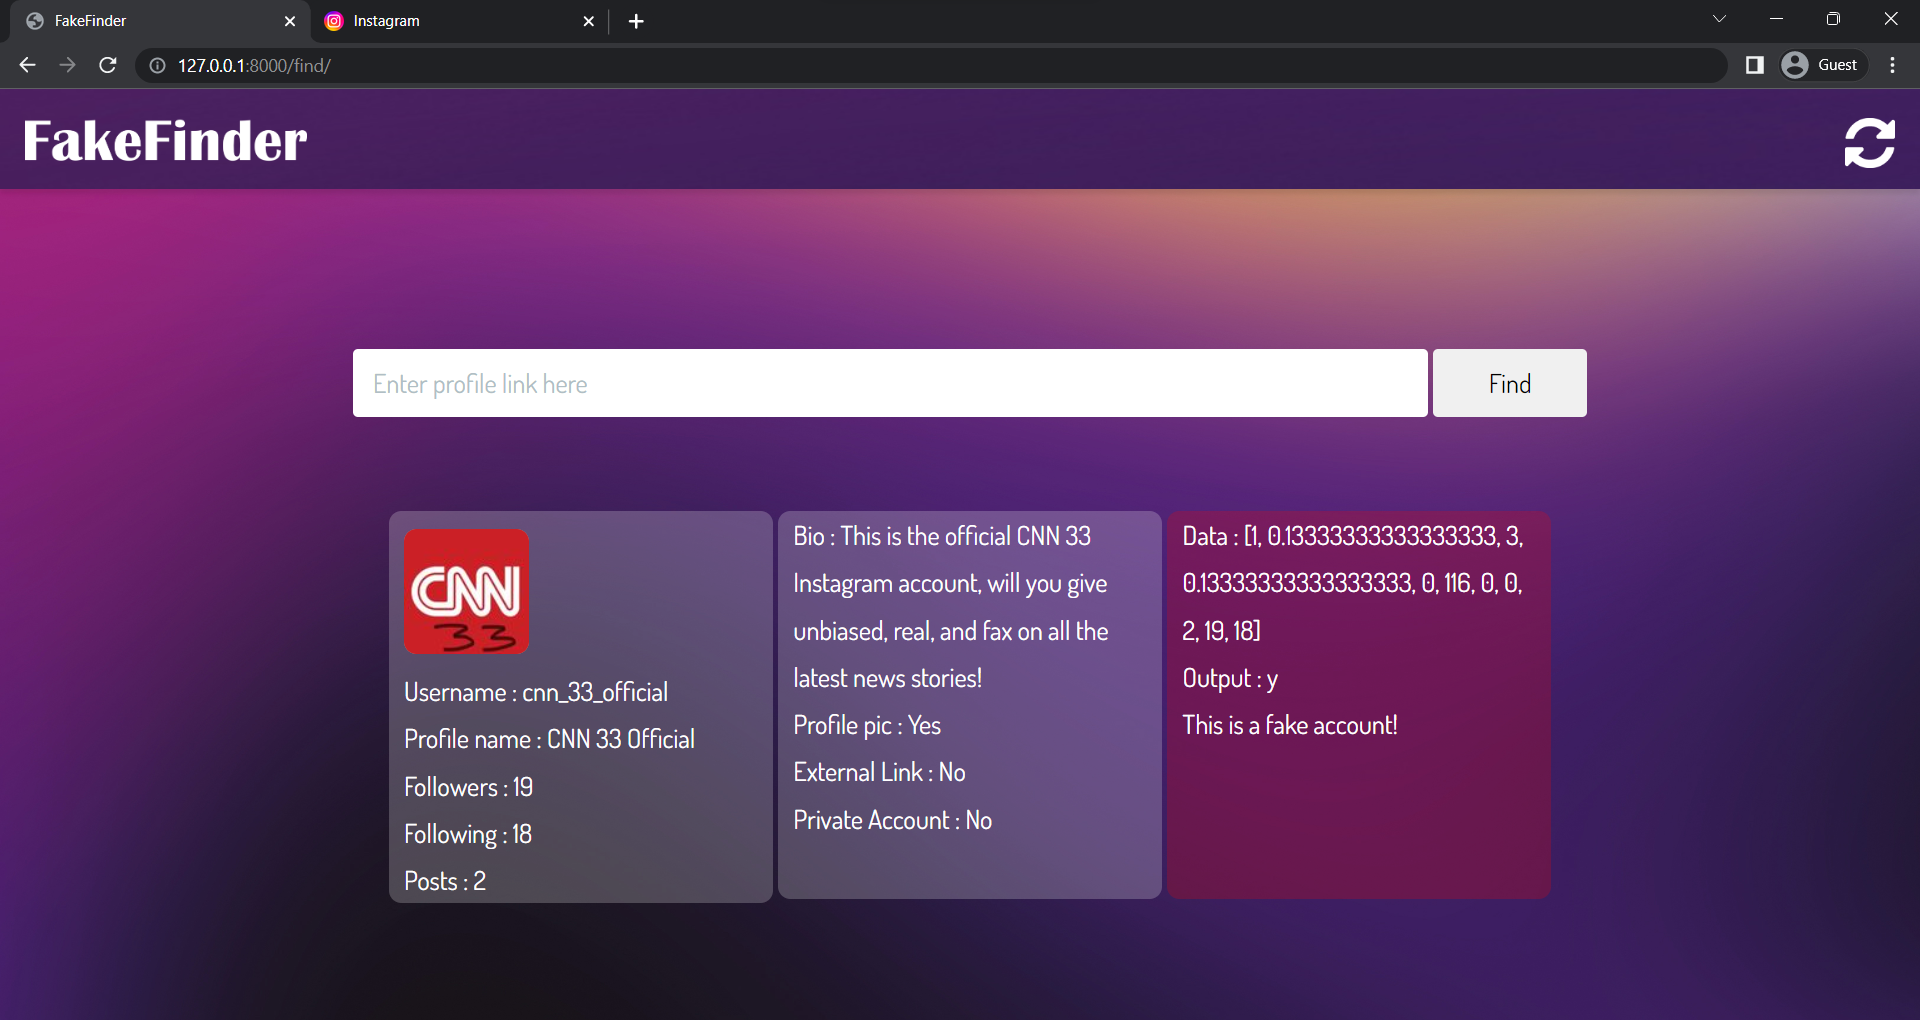 FakeFinder
Instagram
127.0.0.1:8000/find/
Guest
FakeFinder
Enter profile link here
Find
CNN
33
Username : cnn_33_official
Profile name : CNN 33 Official
Followers : 19
Following : 18
Posts : 2
Bio : This is the official CNN 33
Instagram account, will you give
unbiased, real, and fax on all the
latest news stories!
Profile pic : Yes
External Link : No
Private Account : No
Data : [1, 0.13333333333333333, 3,
0.13333333333333333, 0, 116, 0, 0,
2, 19, 18]
Output : y
This is a fake account!